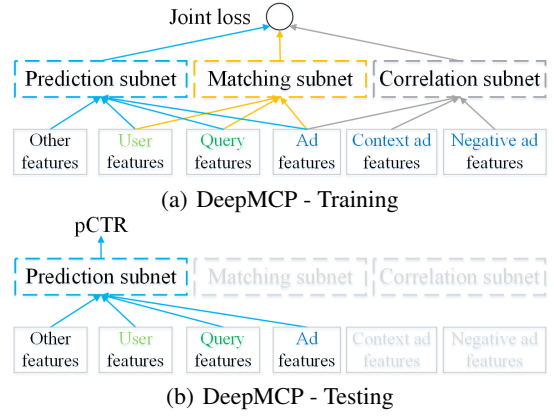 Joint loss
Prediction subnet Matching subnet Correlation subnet
Other features User features Query features Ad features Context ad features Negative ad features
(a) DeepMCP - Training
pCTR
Prediction subnet Matching subnet Correlation subnet
Other features User features Query features Ad features Context ad features Negative ad features
(b) DeepMCP - Testing